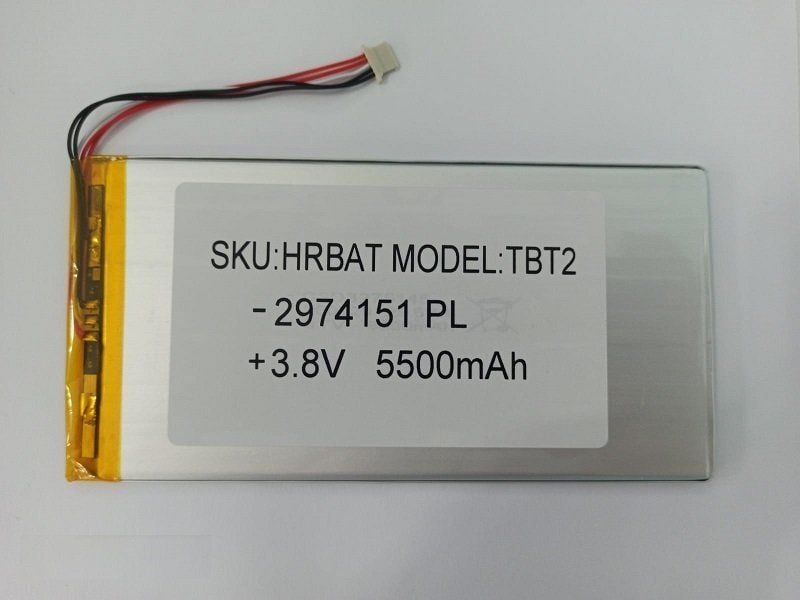 SKU:HRBAT MODEL:TBT2
-2974151 PL
+3.8V 5500mAh